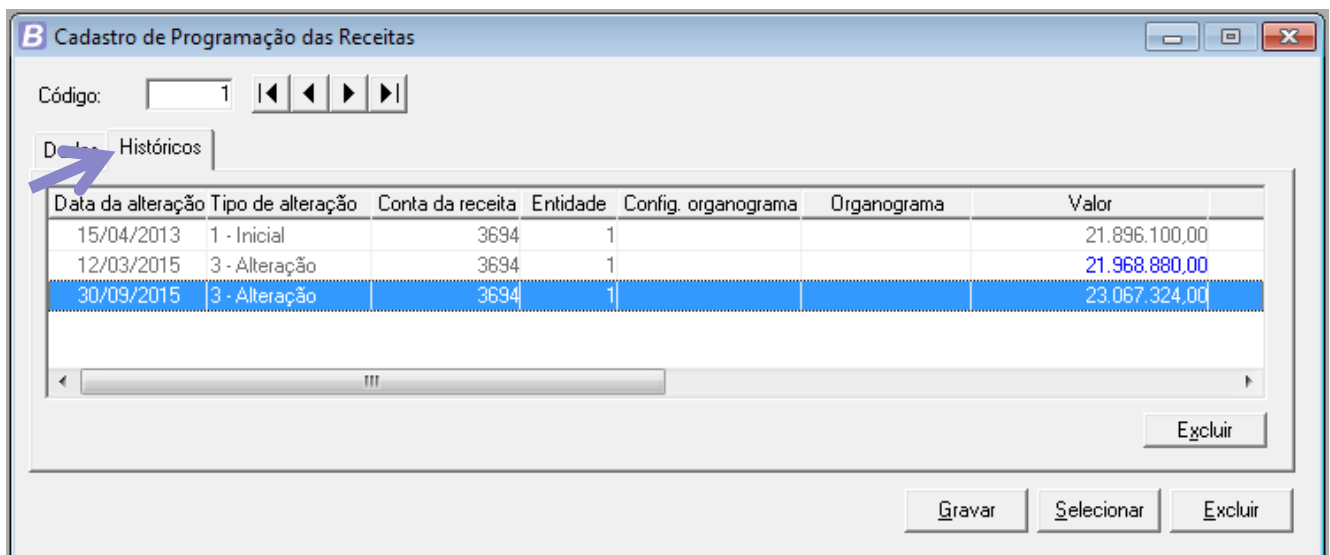 B Cadastro de Programação das Receitas
Código: 1
Históricos
Data da alteração Tipo de alteração Conta da receita Entidade Config. organograma Organograma Valor
15/04/2013 1 - Inicial 3694 1 21.896.100,00
12/03/2015 3 - Alteração 3694 1 21.968.880,00
30/09/2015 3 - Alteração 3694 1 23.067.324,00
Excluir
Gravar Selecionar Excluir